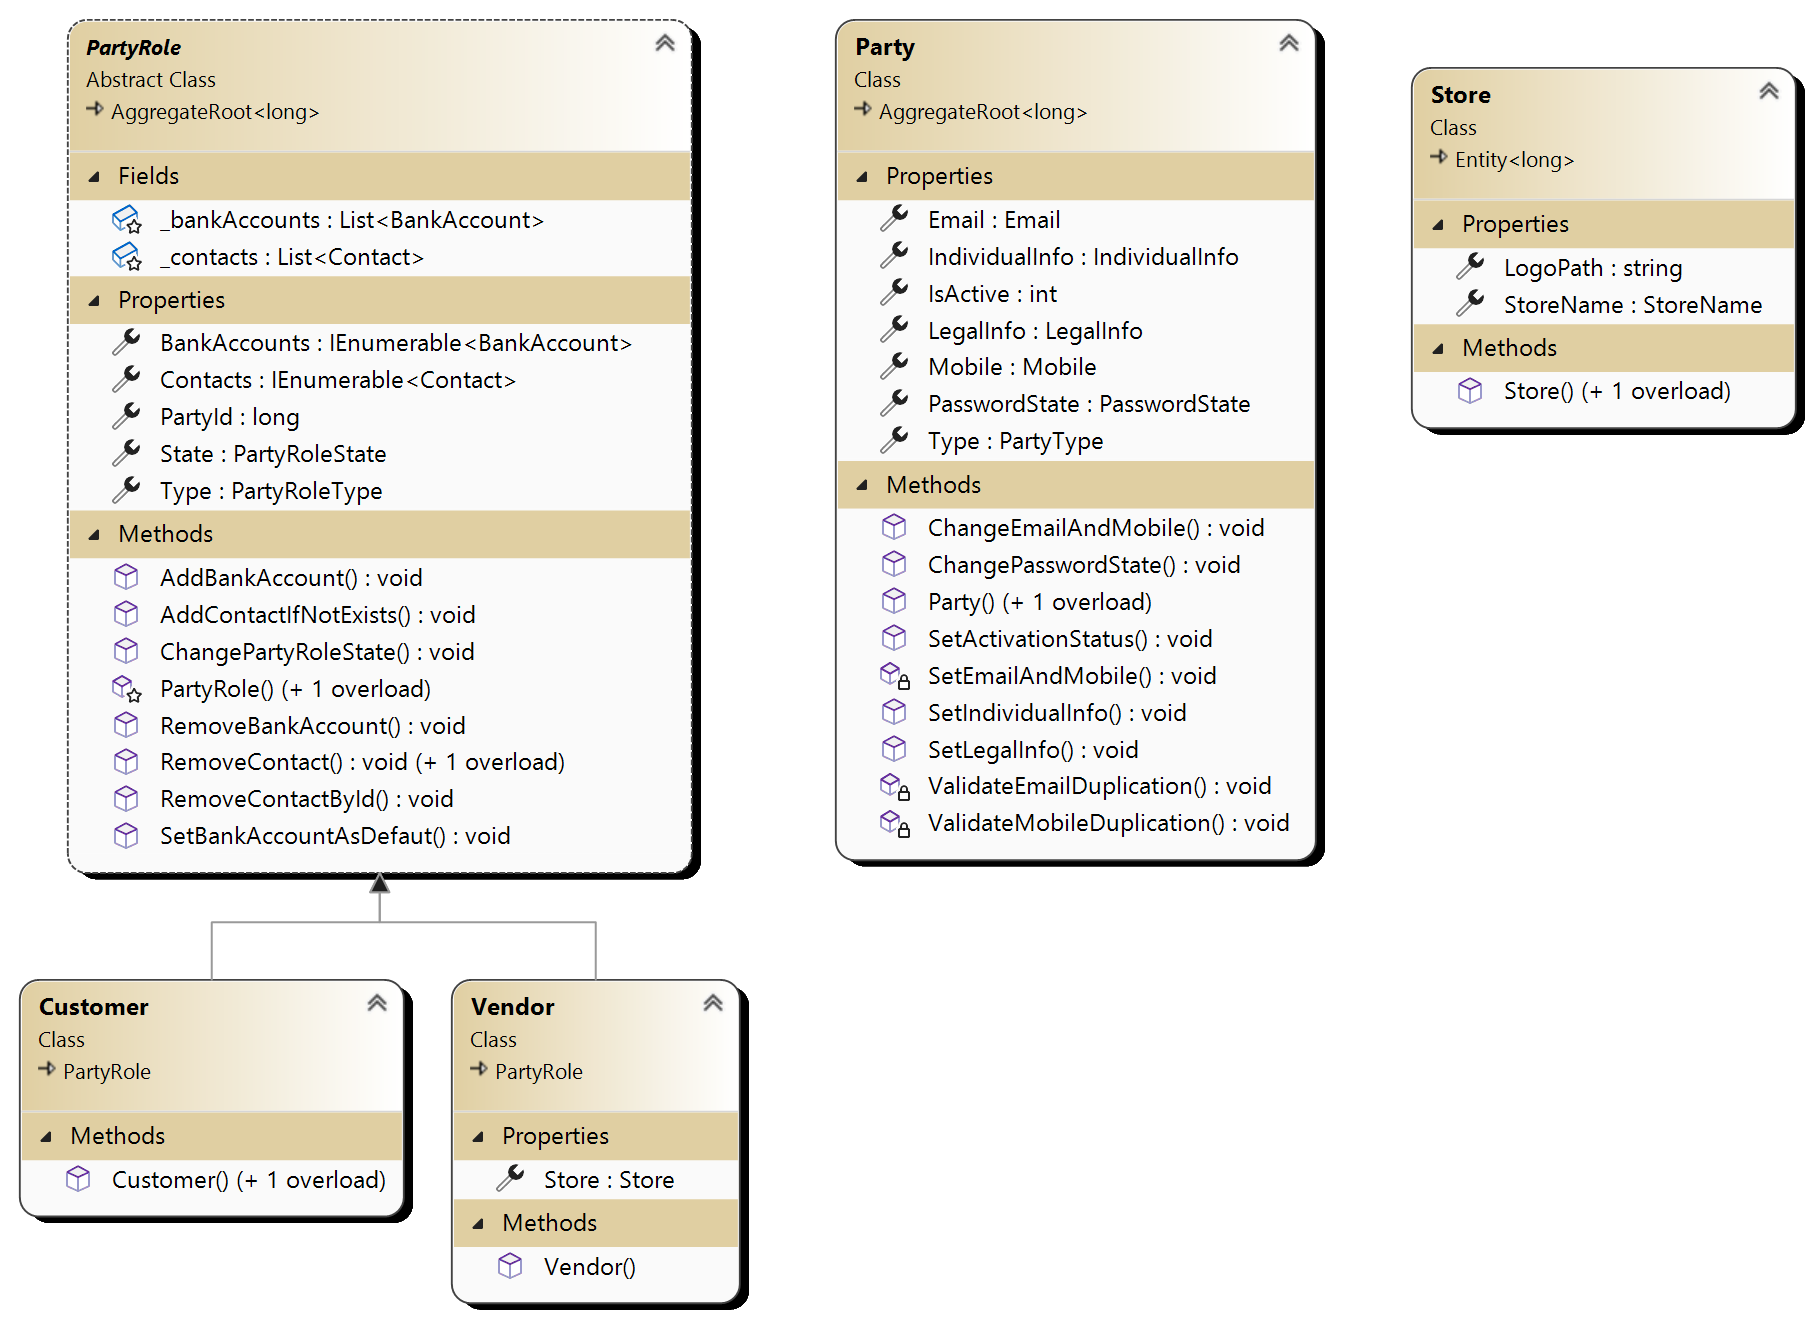 PartyRole
Abstract Class
AggregateRoot<long>
Fields
_bankAccounts : List<BankAccount>
_contacts : List<Contact>
Properties
BankAccounts : IEnumerable<BankAccount>
Contacts : IEnumerable<Contact>
PartyId : long
State : PartyRoleState
Type : PartyRoleType
Methods
AddBankAccount() : void
AddContactIfNotExists() : void
ChangePartyRoleState() : void
PartyRole() (+ 1 overload)
RemoveBankAccount() : void
RemoveContact() : void (+ 1 overload)
RemoveContactById() : void
SetBankAccountAsDefaut() : void
Party
Class
AggregateRoot<long>
Properties
Email : Email
IndividualInfo : IndividualInfo
IsActive : int
LegalInfo : LegalInfo
Mobile : Mobile
PasswordState : PasswordState
Type : PartyType
Methods
ChangeEmailAndMobile() : void
ChangePasswordState() : void
Party() (+ 1 overload)
SetActivationStatus() : void
SetEmailAndMobile() : void
SetIndividualInfo() : void
SetLegalInfo() : void
ValidateEmailDuplication() : void
ValidateMobileDuplication() : void
Store
Class
Entity<long>
Properties
LogoPath : string
StoreName : StoreName
Methods
Store() (+ 1 overload)
Customer
Class
PartyRole
Methods
Customer() (+ 1 overload)
Vendor
Class
PartyRole
Properties
Store : Store
Methods
Vendor()